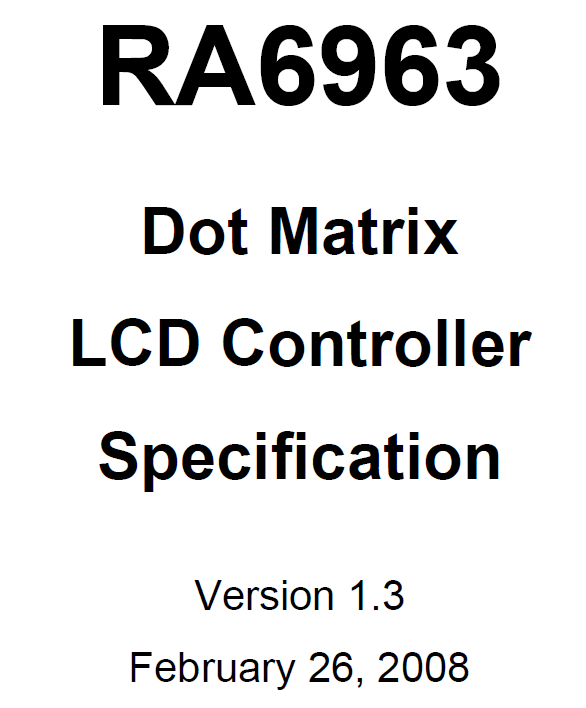 RA6963
Dot Matrix
LCD Controller
Specification
Version 1.3
February 26, 2008